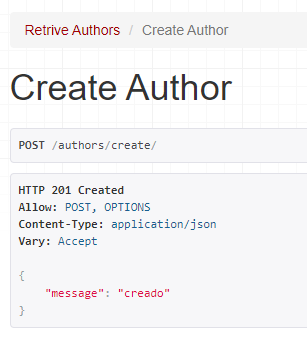 Retrive Authors / Create Author
Create Author
POST /authors/create/
HTTP 201 Created
Allow: POST, OPTIONS
Content-Type: application/json
Vary: Accept
{
"message": "creado"
}